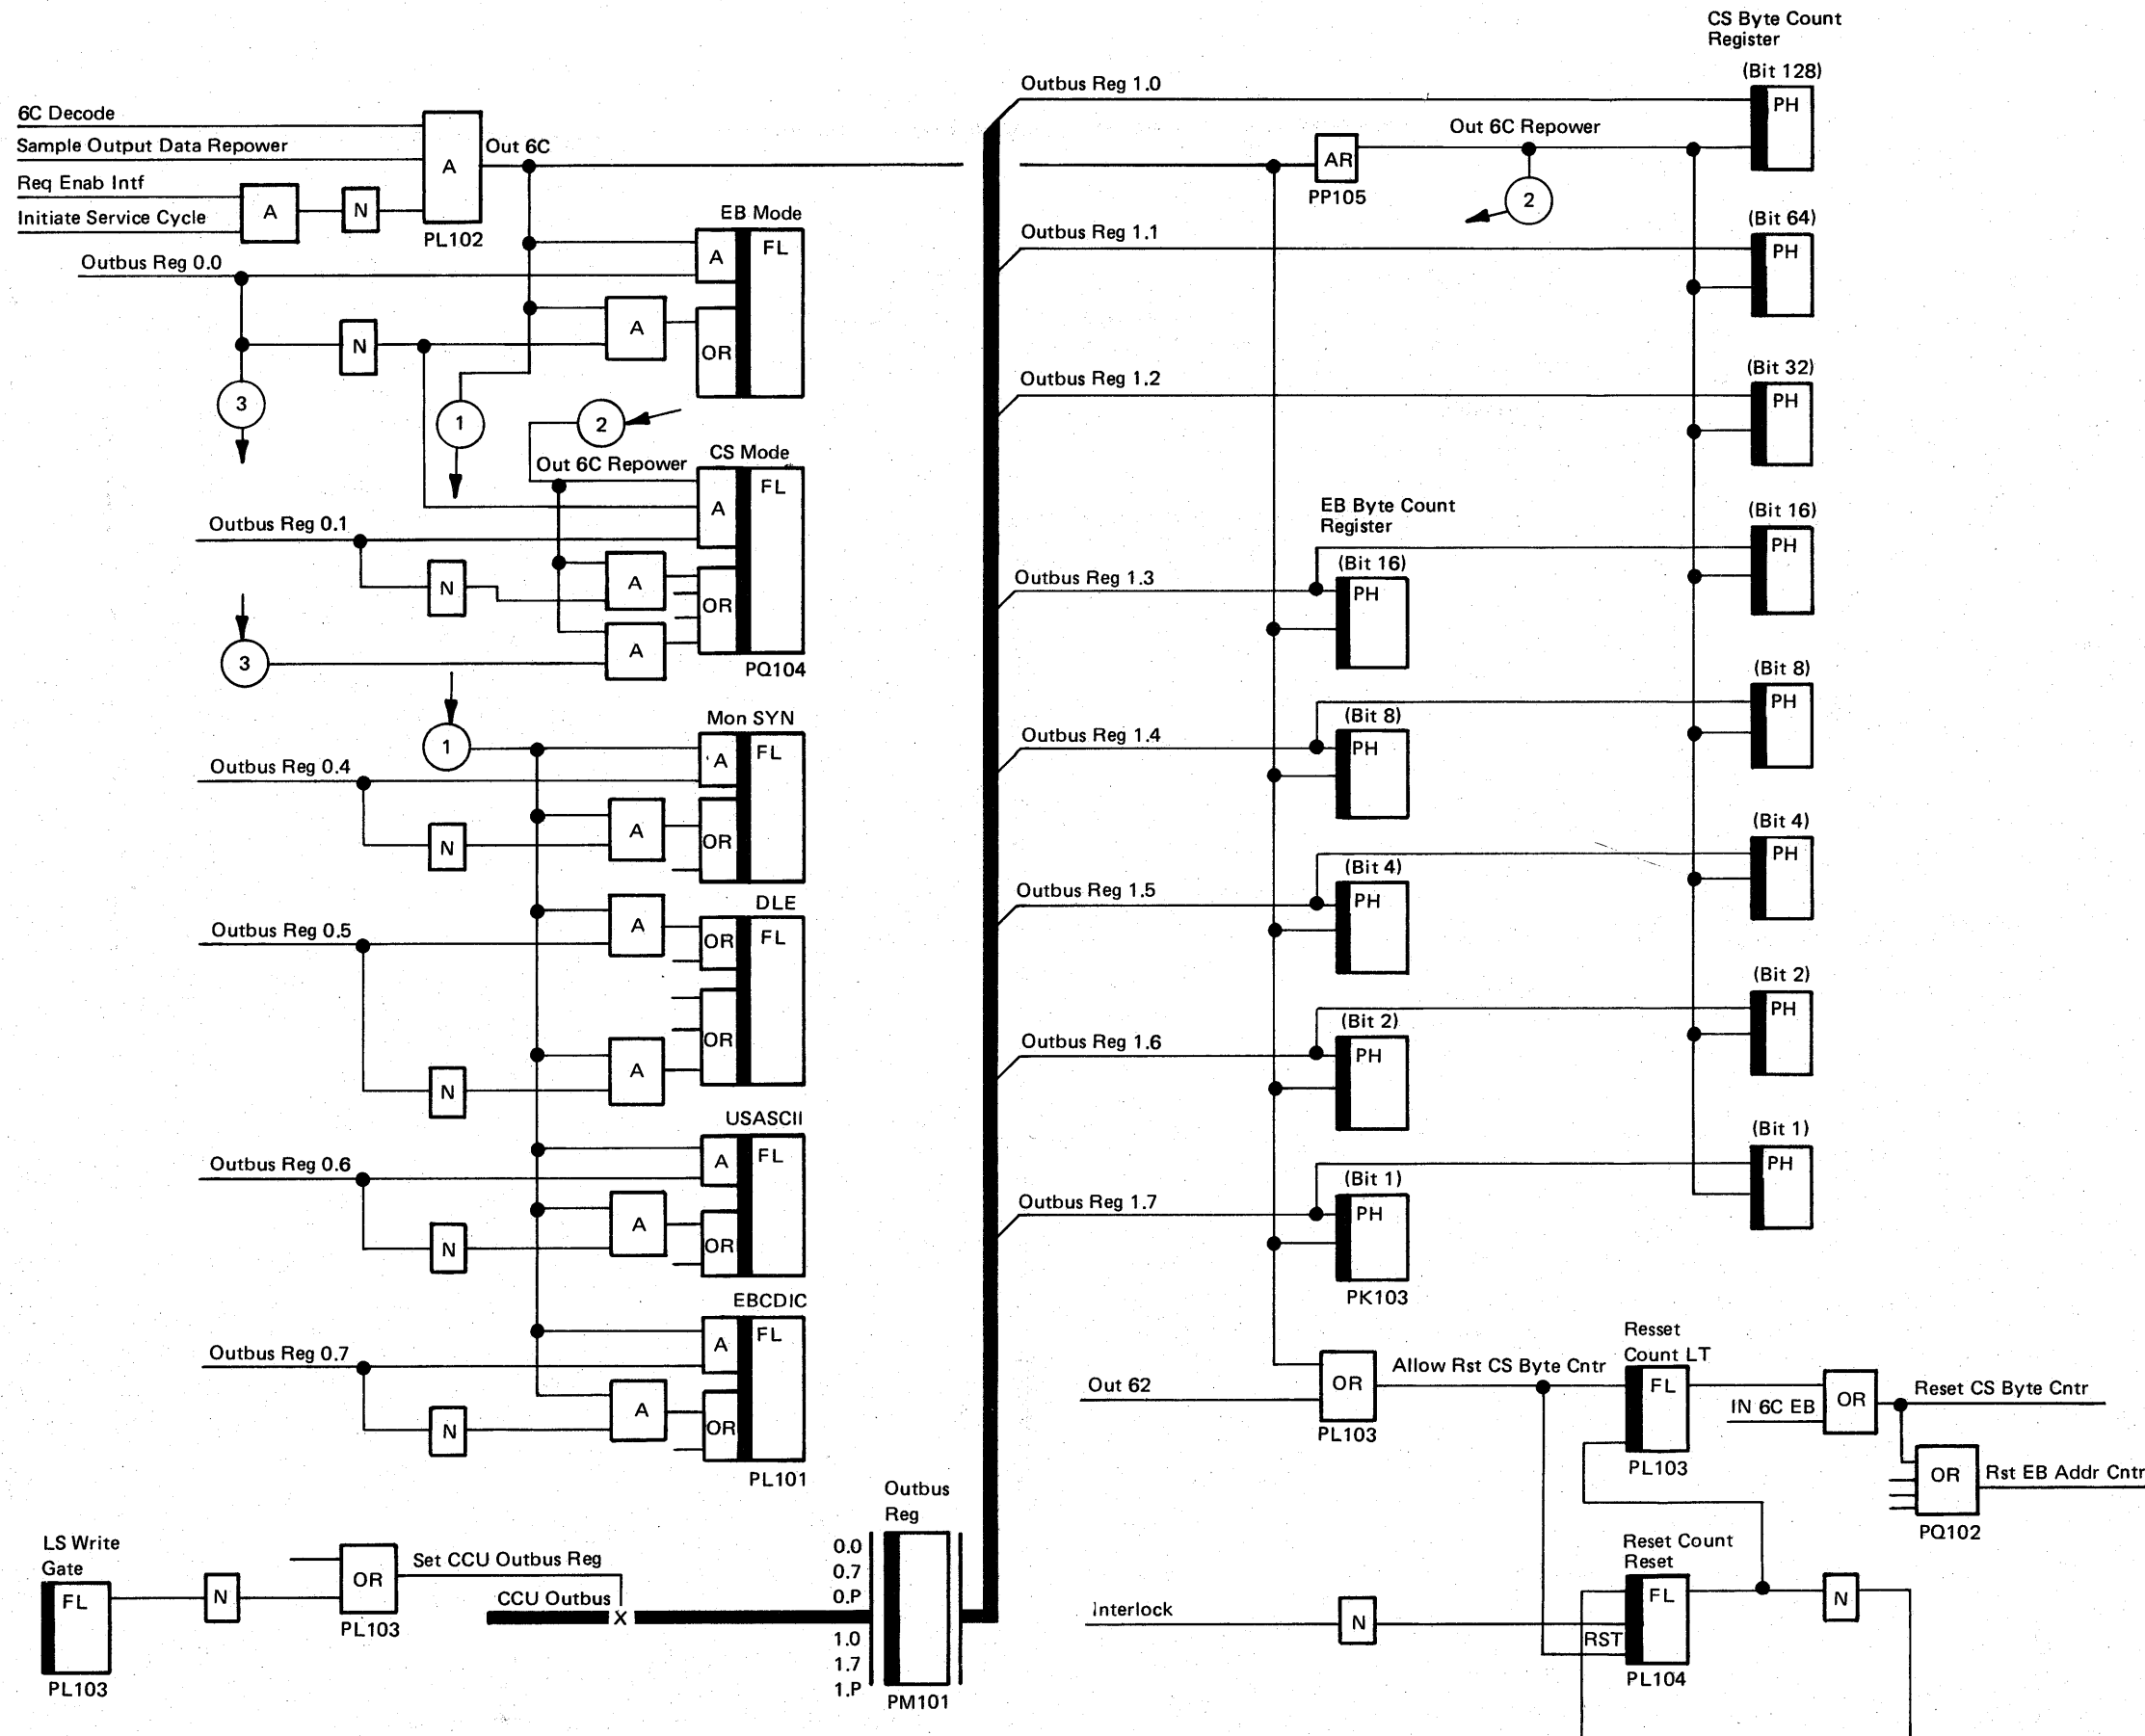 CS Byte Count
Register
(Bit 128)
PH
Outbus Reg 1.0
6C Decode
Sample Output Data Repower
Req Enab Intf
Initiate Service Cycle
A
N
A
PL102
Out 6C
AR
PP105
Out 6C Repower
2
EB Mode
A
FL
OR
A
Outbus Reg 0.0
N
3
1
2
Outbus Reg 1.1
(Bit 64)
PH
Outbus Reg 1.2
(Bit 32)
PH
Out 6C Repower
CS Mode
A
FL
Outbus Reg 0.1
N
A
OR
A
3
PQ104
EB Byte Count
Register
(Bit 16)
PH
(Bit 16)
PH
Outbus Reg 1.3
1
Mon SYN
A
FL
Outbus Reg 0.4
N
A
OR
Outbus Reg 1.4
(Bit 8)
PH
(Bit 8)
PH
DLE
Outbus Reg 0.5
A
OR
FL
OR
N
A
Outbus Reg 1.5
(Bit 4)
PH
(Bit 4)
PH
Outbus Reg 1.6
(Bit 2)
PH
(Bit 2)
PH
USASCII
A
FL
Outbus Reg 0.6
N
A
OR
Outbus Reg 1.7
(Bit 1)
PH
PK103
(Bit 1)
PH
EBCDIC
A
FL
Outbus Reg 0.7
N
A
OR
PL101
Out 62
OR
PL103
Allow Rst CS Byte Cntr
Resset
Count LT
FL
PL103
IN 6C EB
OR
Reset CS Byte Cntr
OR
PQ102
Rst EB Addr Cntr
LS Write
Gate
FL
PL103
N
OR
PL103
Set CCU Outbus Reg
CCU Outbus
X
0.0
0.7
0.P
1.0
1.7
1.P
Outbus
Reg
PM101
Interlock
N
Reset Count
Reset
FL
RST
PL104
N